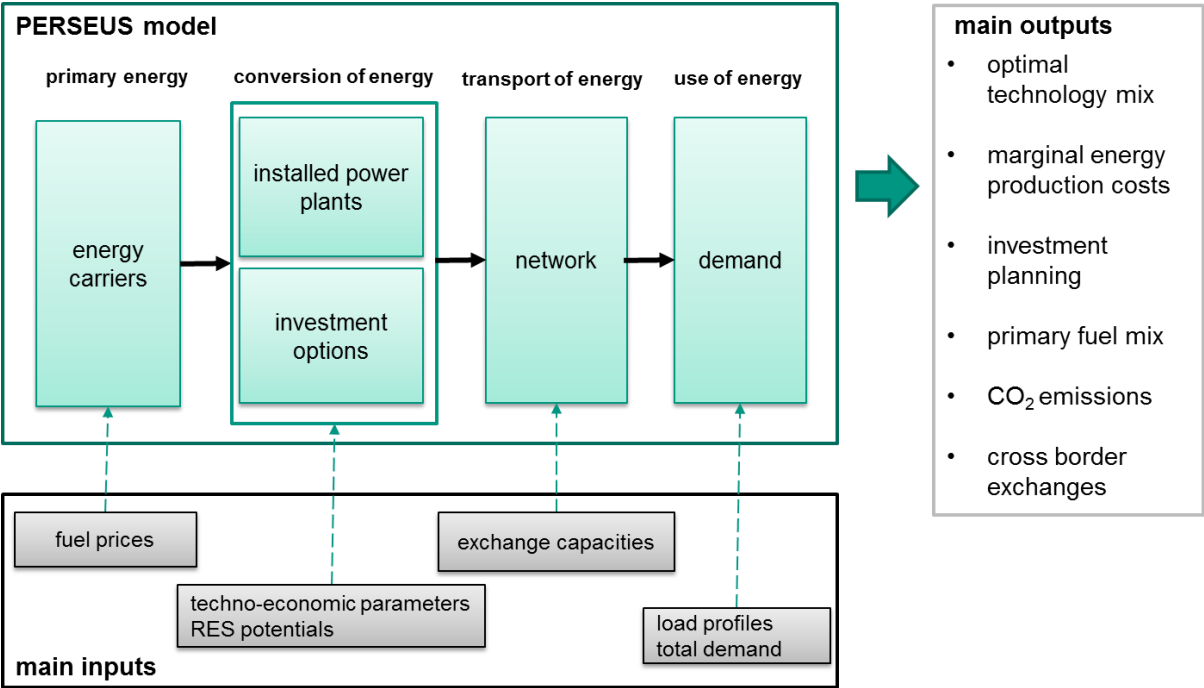 PERSEUS model
primary energy
conversion of energy
transport of energy
use of energy
energy
carriers
installed power
plants
investment
options
network
demand
fuel prices
techno-economic parameters
RES potentials
exchange capacities
load profiles
total demand
main inputs
main outputs
• optimal
technology mix
• marginal energy
production costs
• investment
planning
• primary fuel mix
• CO₂ emissions
• cross border
exchanges